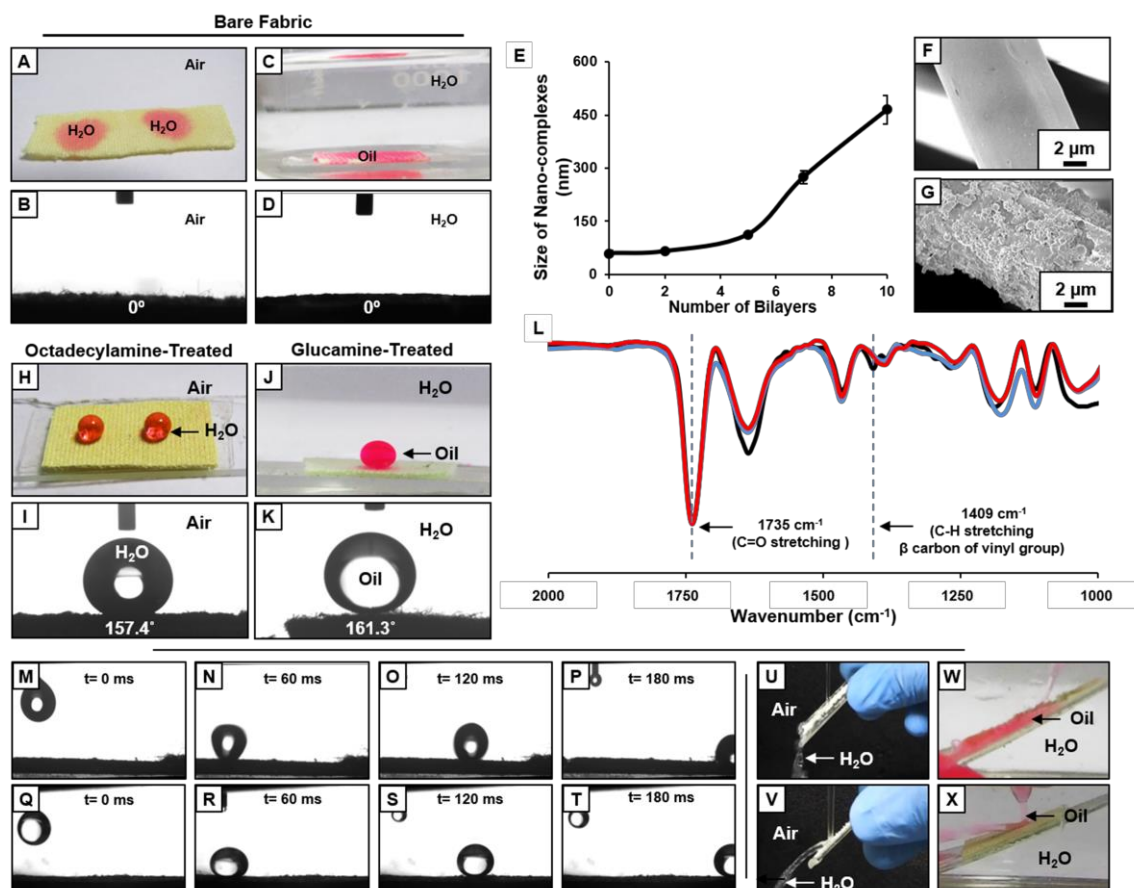 Bare Fabric
A
Air
H₂O
H₂O
C
H₂O
Oil
B
Air
0º
D
H₂O
0º
E
Size of Nano-complexes
(nm)
600
450
300
150
0
0 2 4 6 8 10
Number of Bilayers
F
2 µm
G
2 µm
Octadecylamine-Treated
H
Air
H₂O
Glucamine-Treated
J
H₂O
Oil
I
Air
H₂O
157.4°
K
H₂O
Oil
161.3°
L
1735 cm⁻¹
(C=O stretching )
1409 cm⁻¹
(C-H stretching
β carbon of vinyl group)
2000 1750 1500 1250 1000
Wavenumber (cm⁻¹)
M
t= 0 ms
N
t= 60 ms
O
t= 120 ms
P
t= 180 ms
U
Air
H₂O
W
Oil
H₂O
Q
t= 0 ms
R
t= 60 ms
S
t= 120 ms
T
t= 180 ms
V
Air
H₂O
X
Oil
H₂O